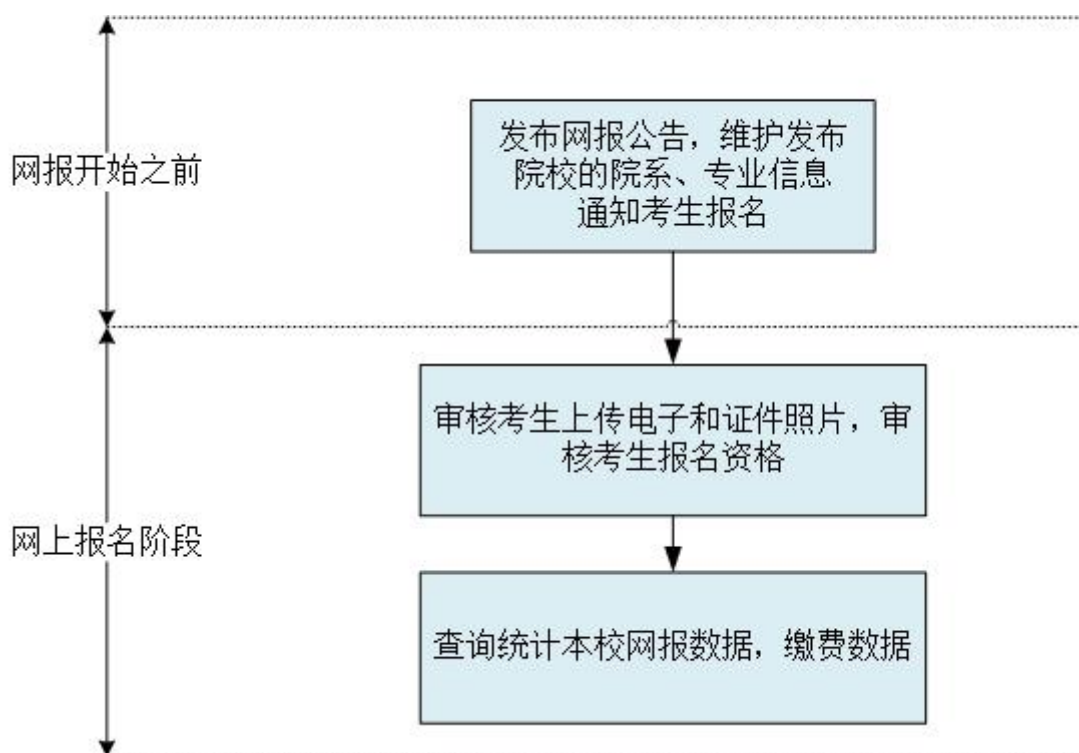 网报开始之前
发布网报公告，维护发布
院校的院系、专业信息
通知考生报名
网上报名阶段
审核考生上传电子和证件照片，审
核考生报名资格
查询统计本校网报数据，缴费数据